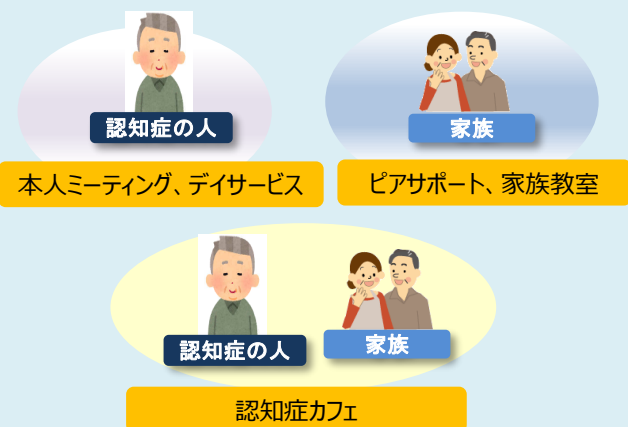 認知症の人
家族
本人ミーティング、デイサービス
ピアサポート、家族教室
認知症の人
家族
認知症カフェ